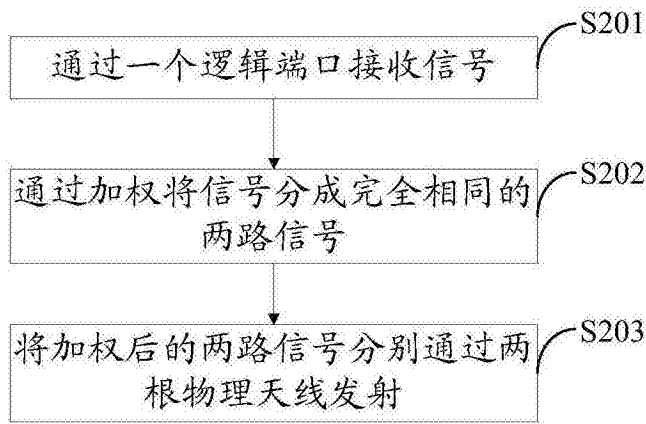 S201
通过一个逻辑端口接收信号
S202
通过加权将信号分成完全相同的
两路信号
S203
将加权后的两路信号分别通过两
根物理天线发射